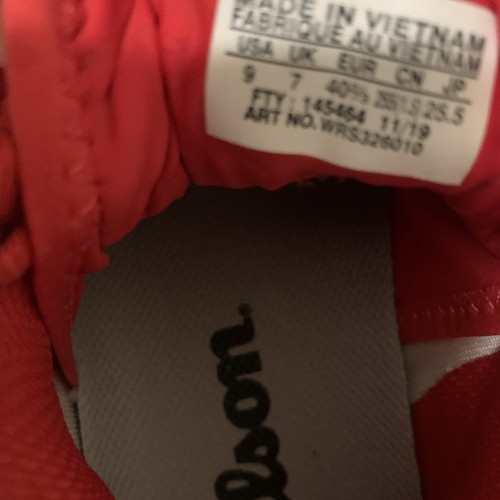 MADE IN VIETNAM
FABRIQUE AU VIETNAM
USA UK EUR CN JP
9 7 40⅔ 25.5
FTY: 145464 11/19
ART NO. WRS326010
lson